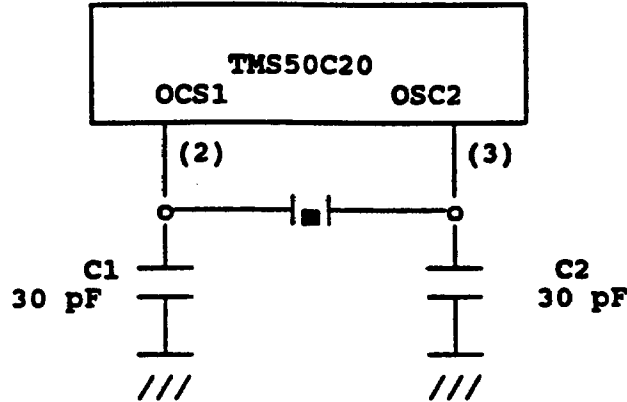 TMS50C20
OCS1 OSC2
(2) (3)
C1 C2
30 pF 30 pF